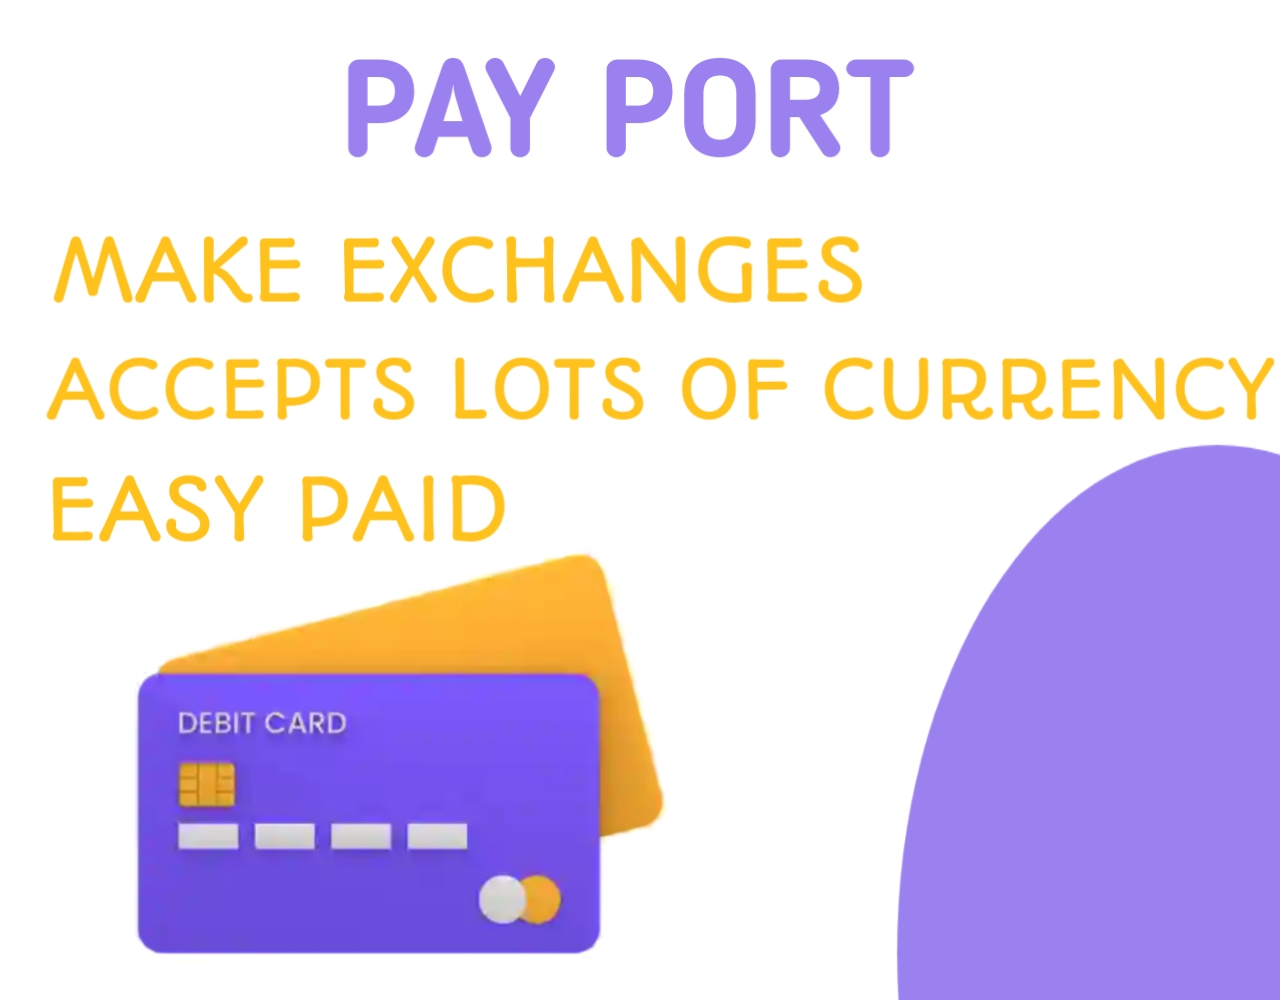 PAY PORT
MAKE EXCHANGES
ACCEPTS LOTS OF CURRENCY
EASY PAID
DEBIT CARD